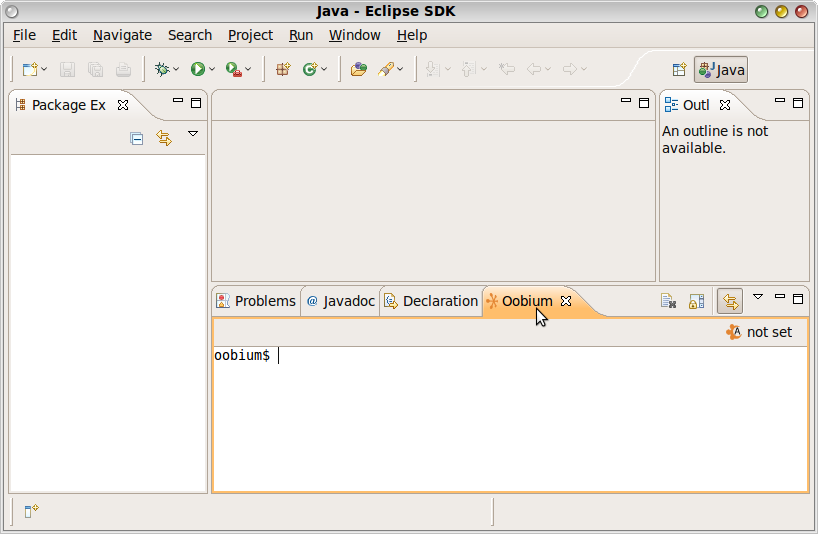 Java - Eclipse SDK
File Edit Navigate Search Project Run Window Help
Java
Package Ex
Outl
An outline is not
available.
Problems @ Javadoc Declaration Oobium
not set
oobium$